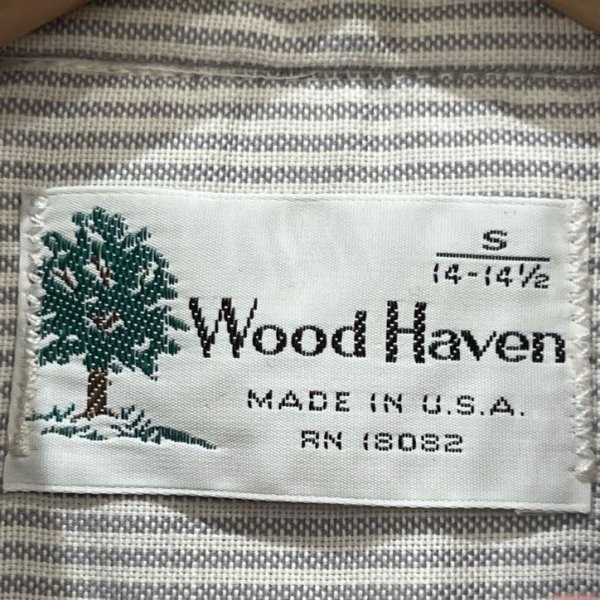 S
14-14½
Wood Haven
MADE IN U.S.A.
RN 18082